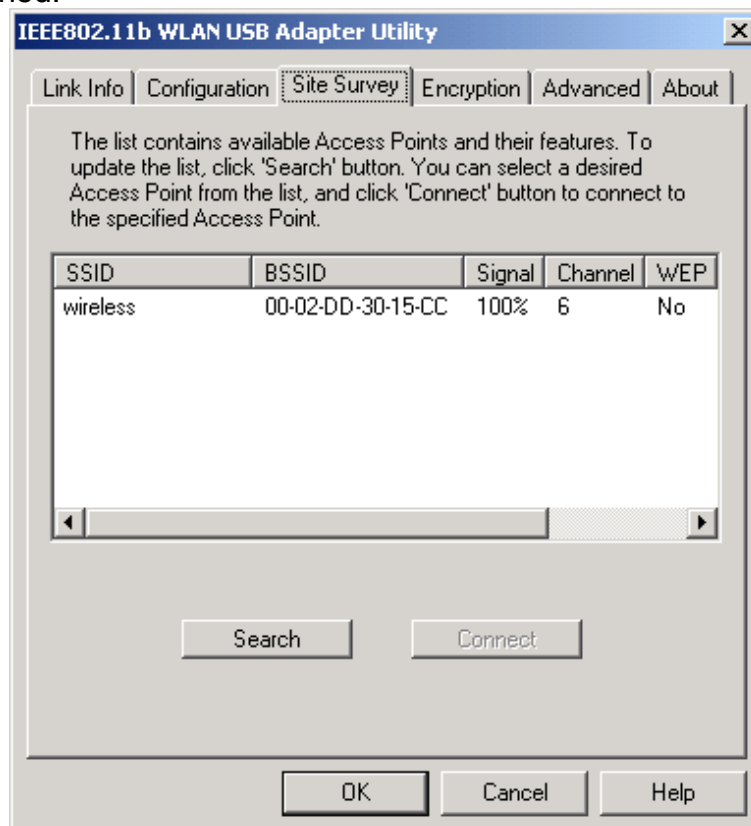 IEEE802.11b WLAN USB Adapter Utility
Link Info Configuration Site Survey Encryption Advanced About
The list contains available Access Points and their features. To
update the list, click 'Search' button. You can select a desired
Access Point from the list, and click 'Connect' button to connect to
the specified Access Point.
SSID BSSID Signal Channel WEP
wireless 00-02-DD-30-15-CC 100% 6 No
Search Connect
OK Cancel Help